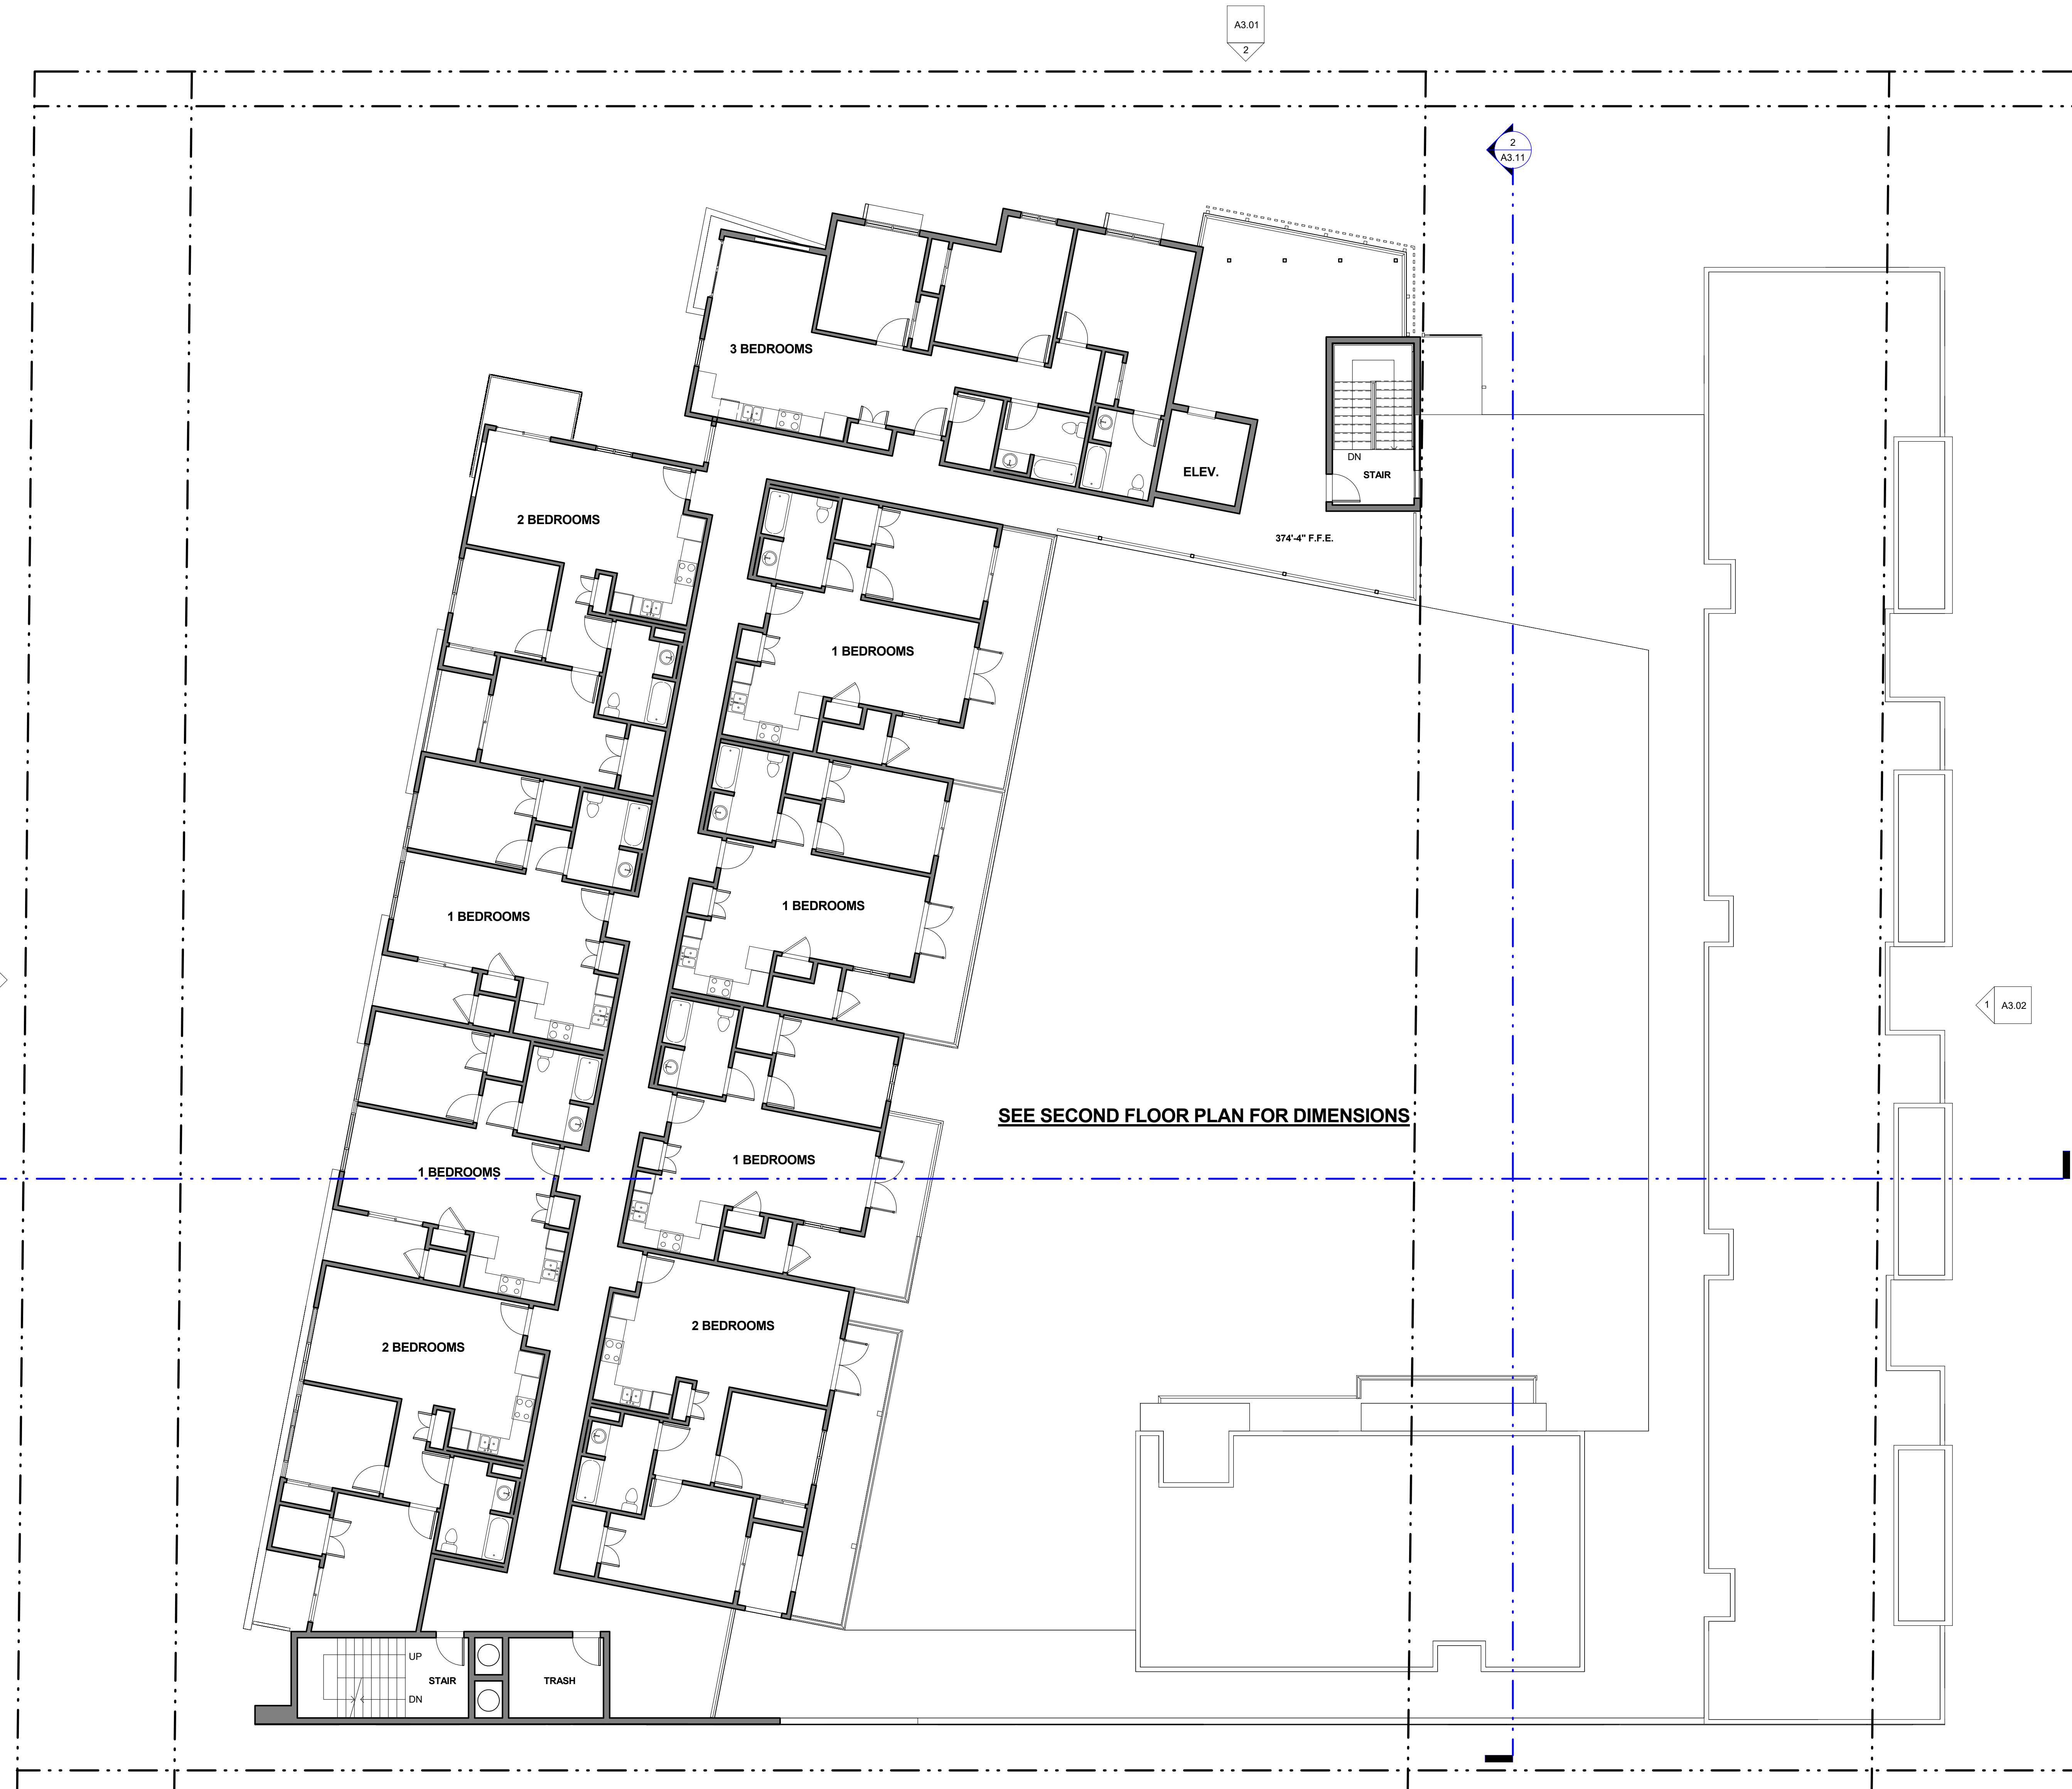 A3.01
2
2
A3.11
3 BEDROOMS
ELEV.
DN
STAIR
2 BEDROOMS
374'-4" F.F.E.
1 BEDROOMS
1 BEDROOMS
1 BEDROOMS
1 A3.02
SEE SECOND FLOOR PLAN FOR DIMENSIONS
1 BEDROOMS
1 BEDROOMS
2 BEDROOMS
2 BEDROOMS
UP
STAIR
TRASH
DN